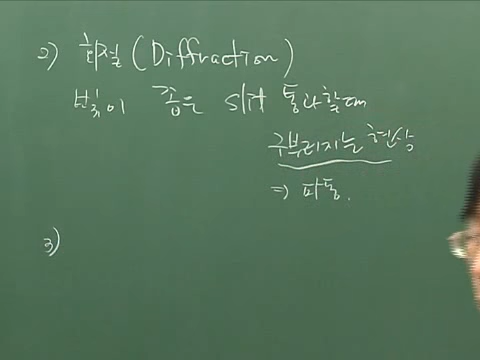 2) 회절 (Diffraction)
빛이 좁은 slit 통과할때
구부러지는 현상
⇒ 파동.
3)